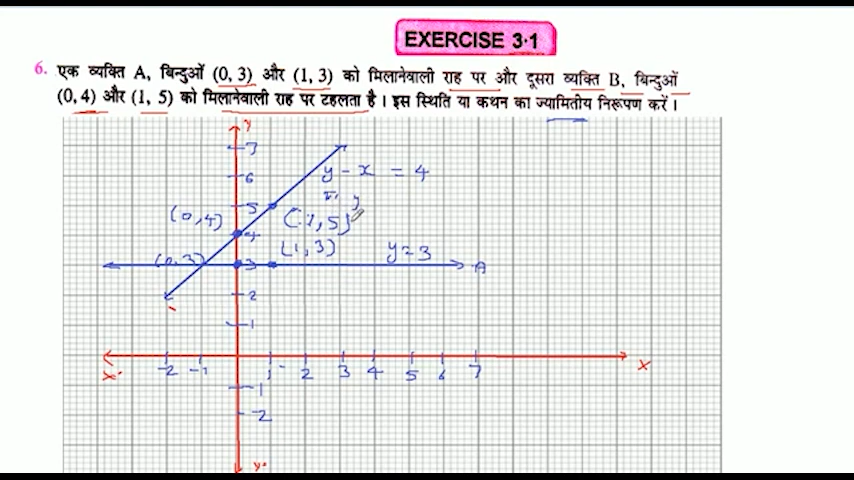 EXERCISE 3·1
6. एक व्यक्ति A, बिन्दुओं (0, 3) और (1, 3) को मिलानेवाली राह पर और दूसरा व्यक्ति B, बिन्दुओं
(0, 4) और (1, 5) को मिलानेवाली राह पर टहलता है। इस स्थिति या कथन का ज्यामितीय निरूपण करें।
y
7
6
y - x = 4
5
(0, 4)
(1, 5)
4
(1, 3)
y = 3
(0, 3)
3
A
2
1
x' -2 -1 1 2 3 4 5 6 7 x
-1
-2
y'